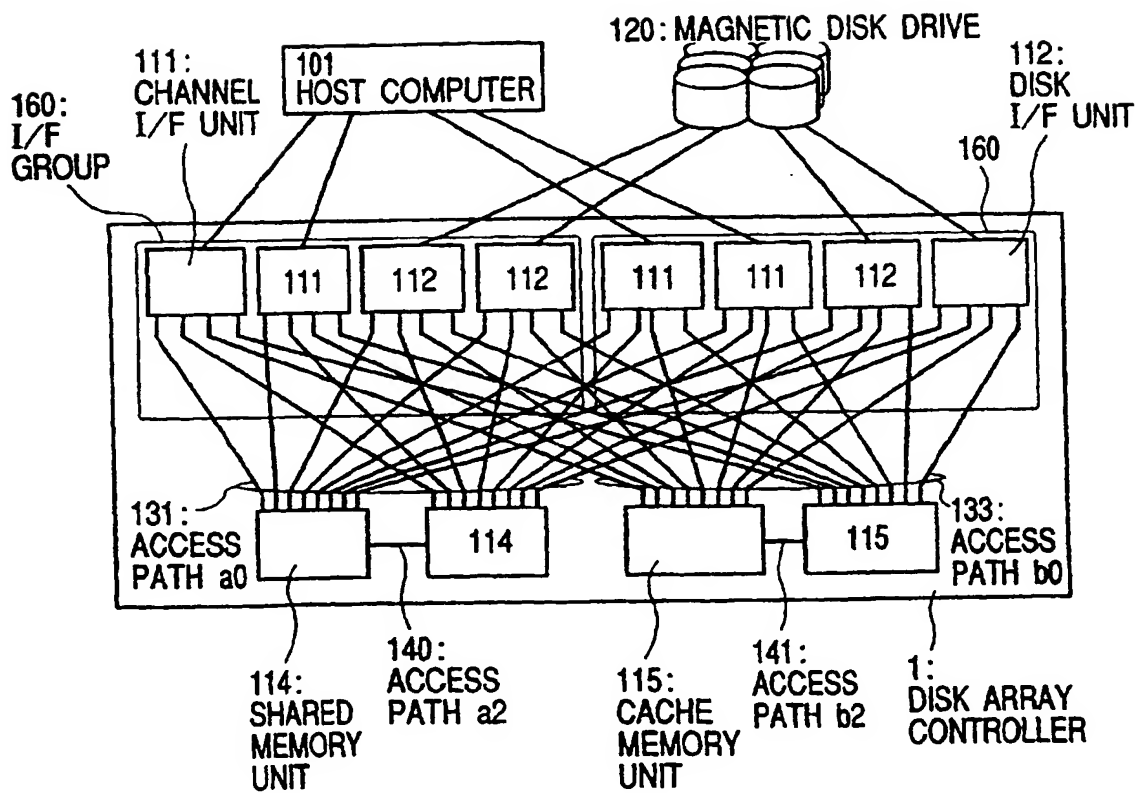 120: MAGNETIC DISK DRIVE
111:
CHANNEL
I/F UNIT
101
HOST COMPUTER
112:
DISK
I/F UNIT
160:
I/F
GROUP
160
111
112
112
111
111
112
131:
ACCESS
PATH a0
114
115
133:
ACCESS
PATH b0
114:
SHARED
MEMORY
UNIT
140:
ACCESS
PATH a2
115:
CACHE
MEMORY
UNIT
141:
ACCESS
PATH b2
1:
DISK ARRAY
CONTROLLER